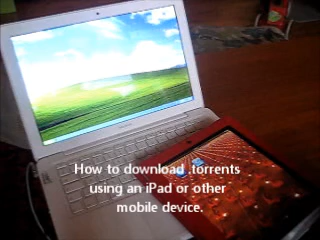 How to download .torrents
using an iPad or other
mobile device.